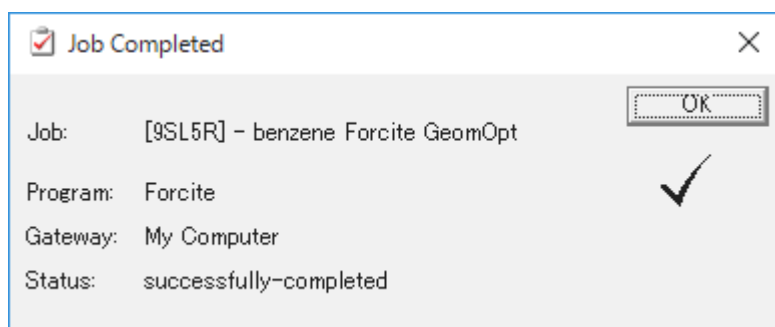 Job Completed
OK
Job: [9SL5R] - benzene Forcite GeomOpt
Program: Forcite
Gateway: My Computer
Status: successfully-completed